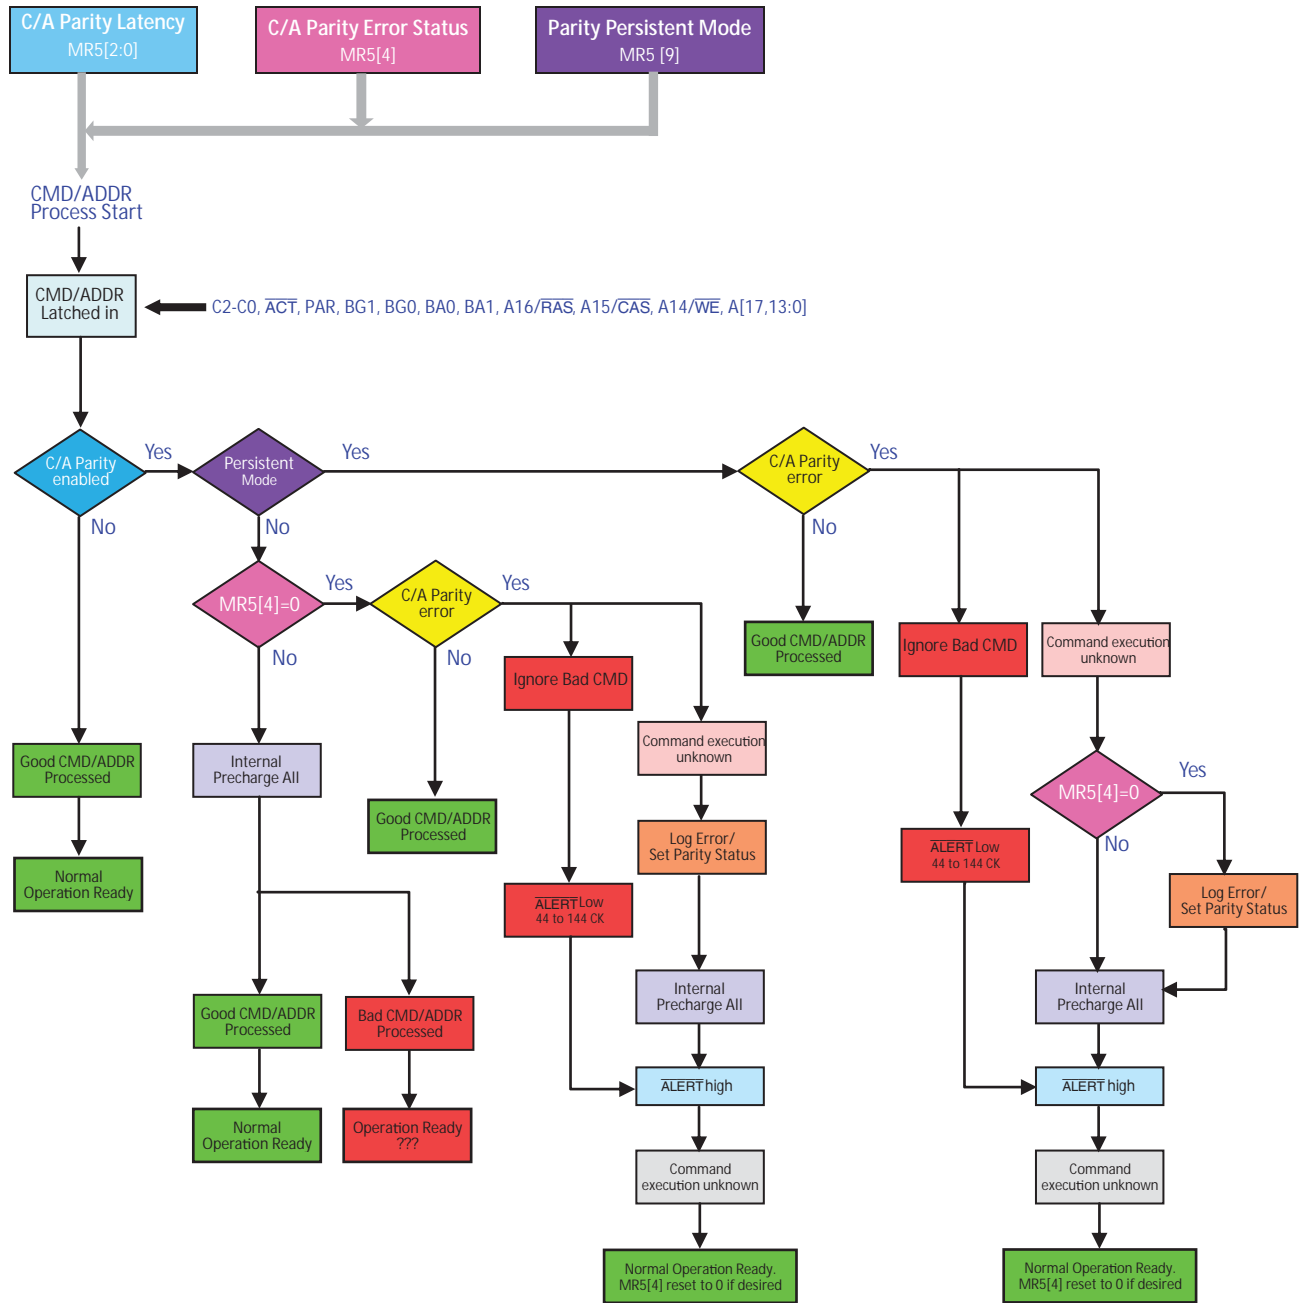 C/A Parity Latency
MR5[2:0]
C/A Parity Error Status
MR5[4]
Parity Persistent Mode
MR5 [9]
CMD/ADDR
Process Start
CMD/ADDR
Latched in
C2-C0, A̅C̅T̅, PAR, BG1, BG0, BA0, BA1, A16/R̅A̅S̅, A15/C̅A̅S̅, A14/W̅E̅, A[17,13:0]
C/A Parity
enabled
Yes
No
Persistent
Mode
Yes
No
C/A Parity
error
Yes
No
MR5[4]=0
Yes
No
C/A Parity
error
Yes
No
Good CMD/ADDR
Processed
Ignore Bad CMD
Command execution
unknown
Ignore Bad CMD
Command execution
unknown
Good CMD/ADDR
Processed
Internal
Precharge All
MR5[4]=0
Yes
No
Good CMD/ADDR
Processed
Log Error/
Set Parity Status
A̅L̅E̅R̅T̅ Low
44 to 144 CK
Normal
Operation Ready
A̅L̅E̅R̅T̅ Low
44 to 144 CK
Log Error/
Set Parity Status
Good CMD/ADDR
Processed
Bad CMD/ADDR
Processed
Internal
Precharge All
Internal
Precharge All
A̅L̅E̅R̅T̅ high
A̅L̅E̅R̅T̅ high
Normal
Operation Ready
Operation Ready
???
Command
execution unknown
Command
execution unknown
Normal Operation Ready.
MR5[4] reset to 0 if desired
Normal Operation Ready.
MR5[4] reset to 0 if desired